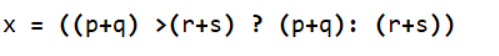 x = ((p+q) >(r+s) ? (p+q): (r+s))